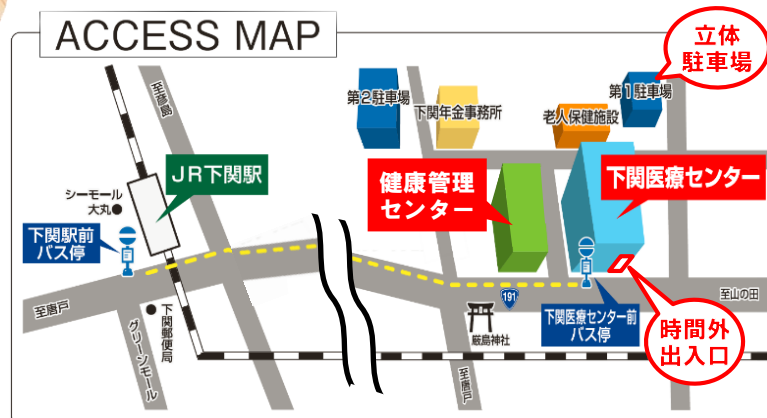 ACCESS MAP
立体
駐車場
至彦島
第2駐車場
下関年金事務所
老人保健施設
第1駐車場
JR下関駅
健康管理
センター
下関医療センター
シーモール
大丸
下関駅前
バス停
191
至山の田
至唐戸
下関郵便局
グリーンモール
厳島神社
下関医療センター前
バス停
時間外
出入口
至唐戸